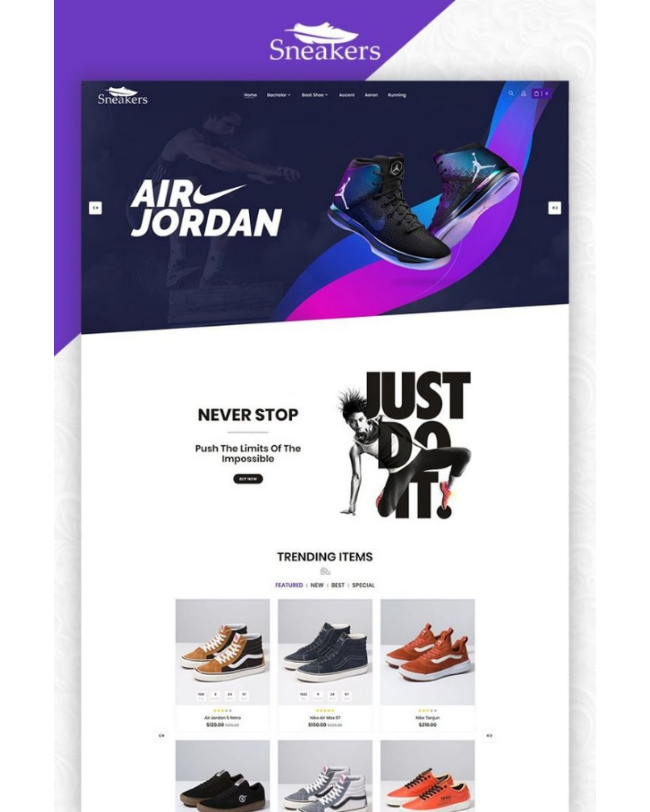 Sneakers
Sneakers
Home Bachelor Boot Shoe Accent Aeron Running
AIR
JORDAN
JUST
DO
IT!
NEVER STOP
Push The Limits Of The
Impossible
BUY NOW
TRENDING ITEMS
FEATURED | NEW | BEST | SPECIAL
Air Jordan 5 Retro
$120.00
Nike Air Max 97
$150.00
Nike Tanjun
$210.00